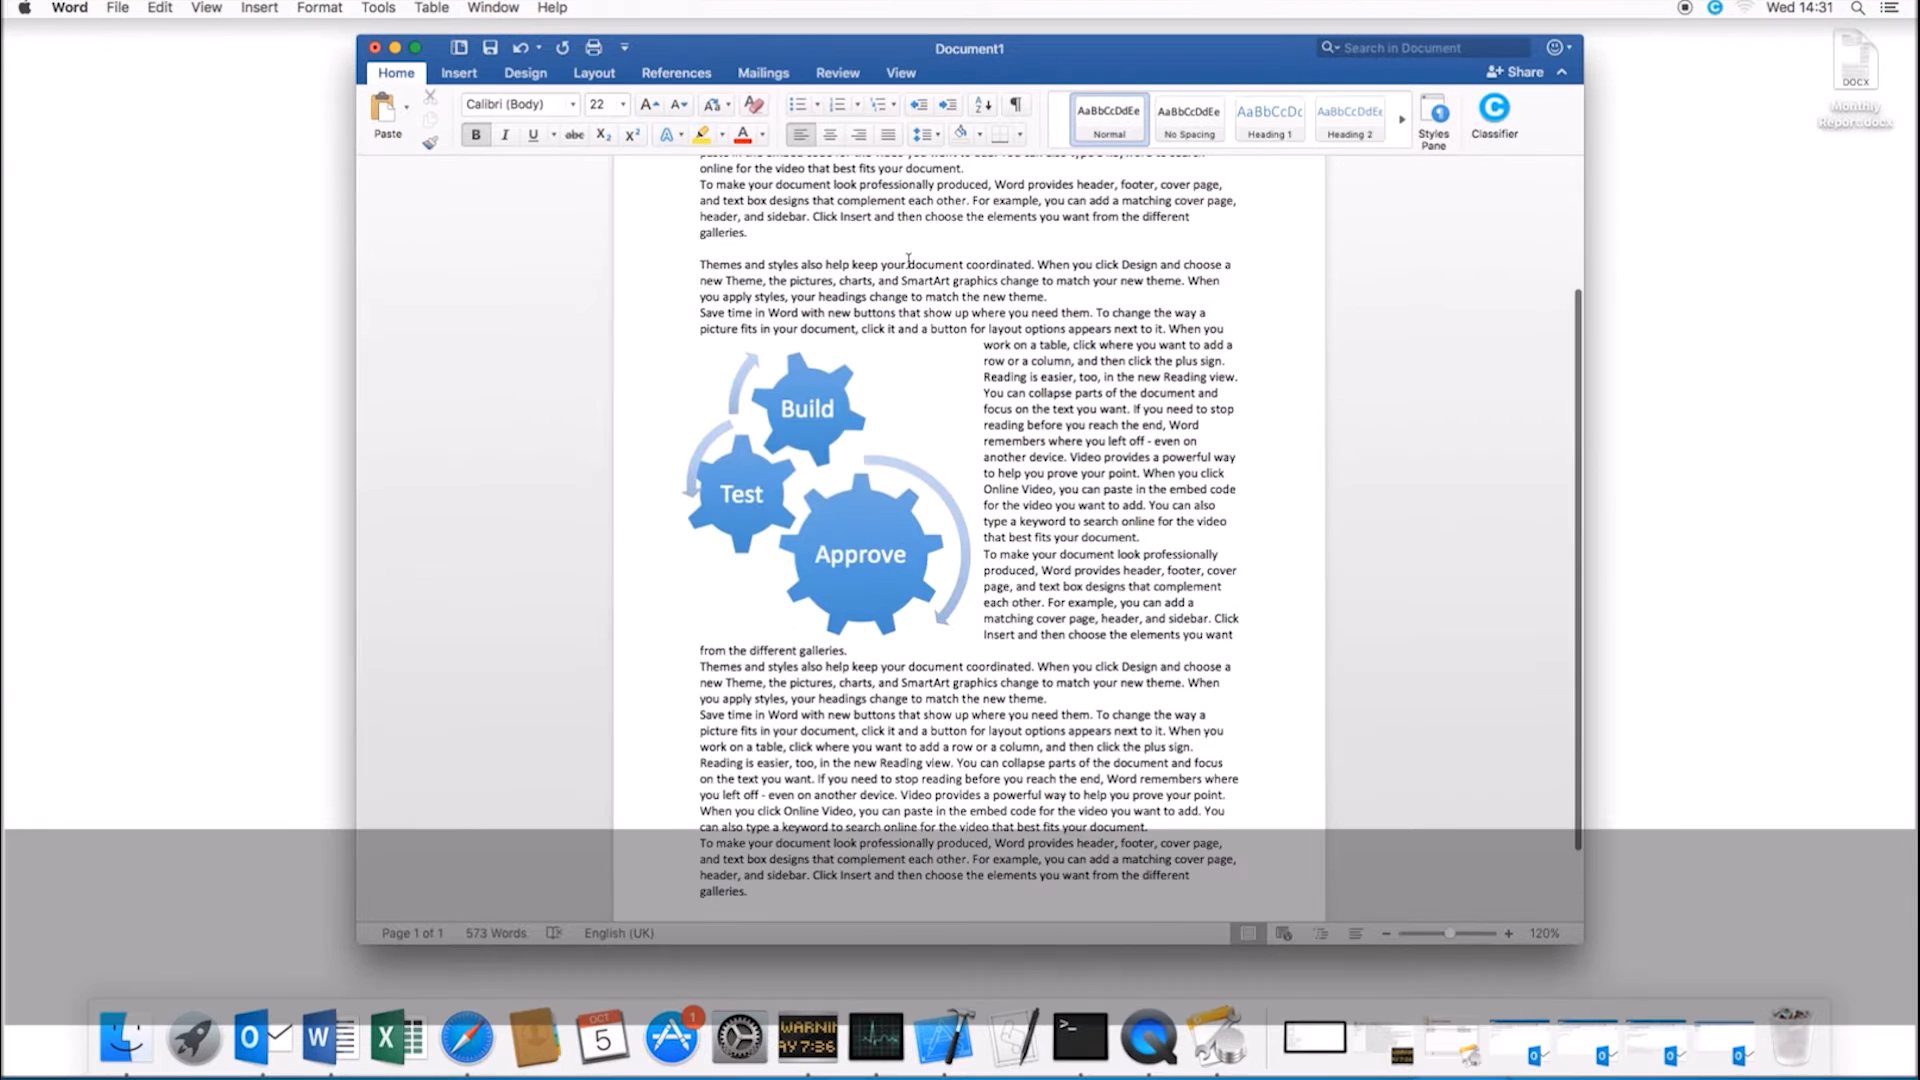 Word File Edit View Insert Format Tools Table Window Help
Wed 14:31
Document1
Search in Document
Home Insert Design Layout References Mailings Review View
Share
DOCX
Monthly
Report.docx
Paste
Calibri (Body) 22
AaBbCcDdEe AaBbCcDdEe AaBbCcDc AaBbCcDdEe
Normal No Spacing Heading 1 Heading 2
Styles
Pane
Classifier
online for the video that best fits your document.
To make your document look professionally produced, Word provides header, footer, cover page,
and text box designs that complement each other. For example, you can add a matching cover page,
header, and sidebar. Click Insert and then choose the elements you want from the different
galleries.
Themes and styles also help keep your document coordinated. When you click Design and choose a
new Theme, the pictures, charts, and SmartArt graphics change to match your new theme. When
you apply styles, your headings change to match the new theme.
Save time in Word with new buttons that show up where you need them. To change the way a
picture fits in your document, click it and a button for layout options appears next to it. When you
work on a table, click where you want to add a
row or a column, and then click the plus sign.
Reading is easier, too, in the new Reading view.
You can collapse parts of the document and
focus on the text you want. If you need to stop
reading before you reach the end, Word
remembers where you left off - even on
another device. Video provides a powerful way
to help you prove your point. When you click
Online Video, you can paste in the embed code
for the video you want to add. You can also
type a keyword to search online for the video
that best fits your document.
To make your document look professionally
produced, Word provides header, footer, cover
page, and text box designs that complement
each other. For example, you can add a
matching cover page, header, and sidebar. Click
Insert and then choose the elements you want
Build
Test
Approve
from the different galleries.
Themes and styles also help keep your document coordinated. When you click Design and choose a
new Theme, the pictures, charts, and SmartArt graphics change to match your new theme. When
you apply styles, your headings change to match the new theme.
Save time in Word with new buttons that show up where you need them. To change the way a
picture fits in your document, click it and a button for layout options appears next to it. When you
work on a table, click where you want to add a row or a column, and then click the plus sign.
Reading is easier, too, in the new Reading view. You can collapse parts of the document and focus
on the text you want. If you need to stop reading before you reach the end, Word remembers where
you left off - even on another device. Video provides a powerful way to help you prove your point.
When you click Online Video, you can paste in the embed code for the video you want to add. You
can also type a keyword to search online for the video that best fits your document.
To make your document look professionally produced, Word provides header, footer, cover page,
and text box designs that complement each other. For example, you can add a matching cover page,
header, and sidebar. Click Insert and then choose the elements you want from the different
galleries.
Page 1 of 1 573 Words English (UK)
120%
OCT
5
1
WARNIN
AY 7:36